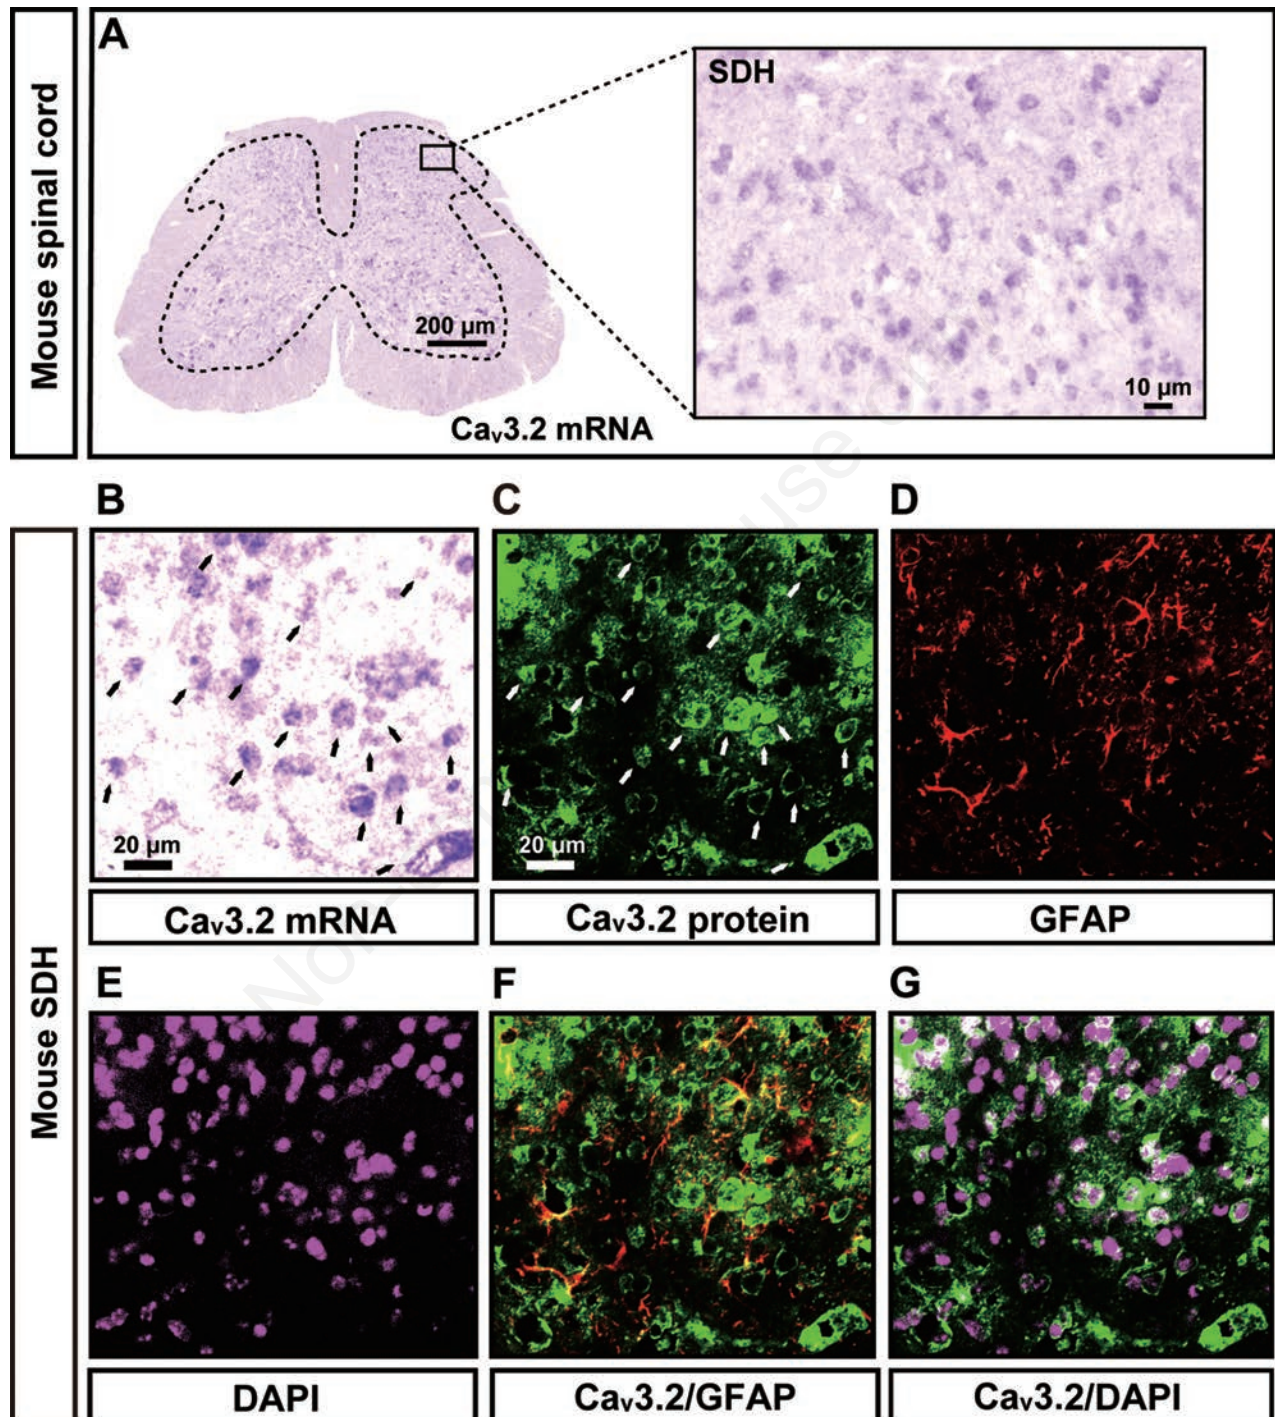 Mouse spinal cord
A
SDH
200 µm
10 µm
Caᵥ3.2 mRNA
B
C
D
Mouse SDH
20 µm
20 µm
Caᵥ3.2 mRNA
Caᵥ3.2 protein
GFAP
E
F
G
DAPI
Caᵥ3.2/GFAP
Caᵥ3.2/DAPI